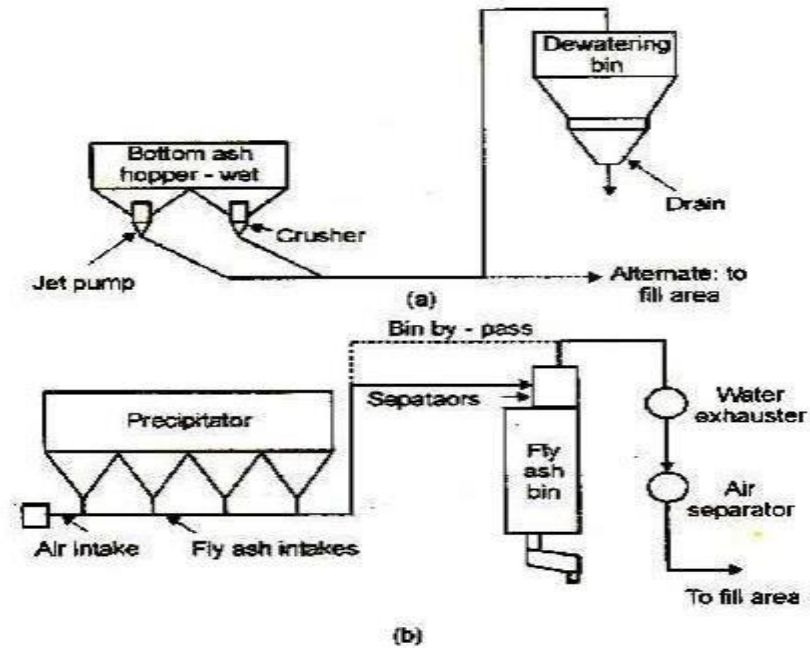 Dewatering
bin
Bottom ash
hopper - wet
Crusher
Drain
Jet pump
Alternate: to
fill area
(a)
Bin by - pass
Sepataors
Precipitator
Water
exhauster
Fly
ash
bin
Air
separator
Air intake
Fly ash intakes
To fill area
(b)